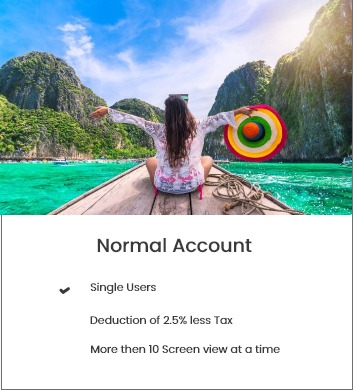 Normal Account
Single Users
Deduction of 2.5% less Tax
More then 10 Screen view at a time